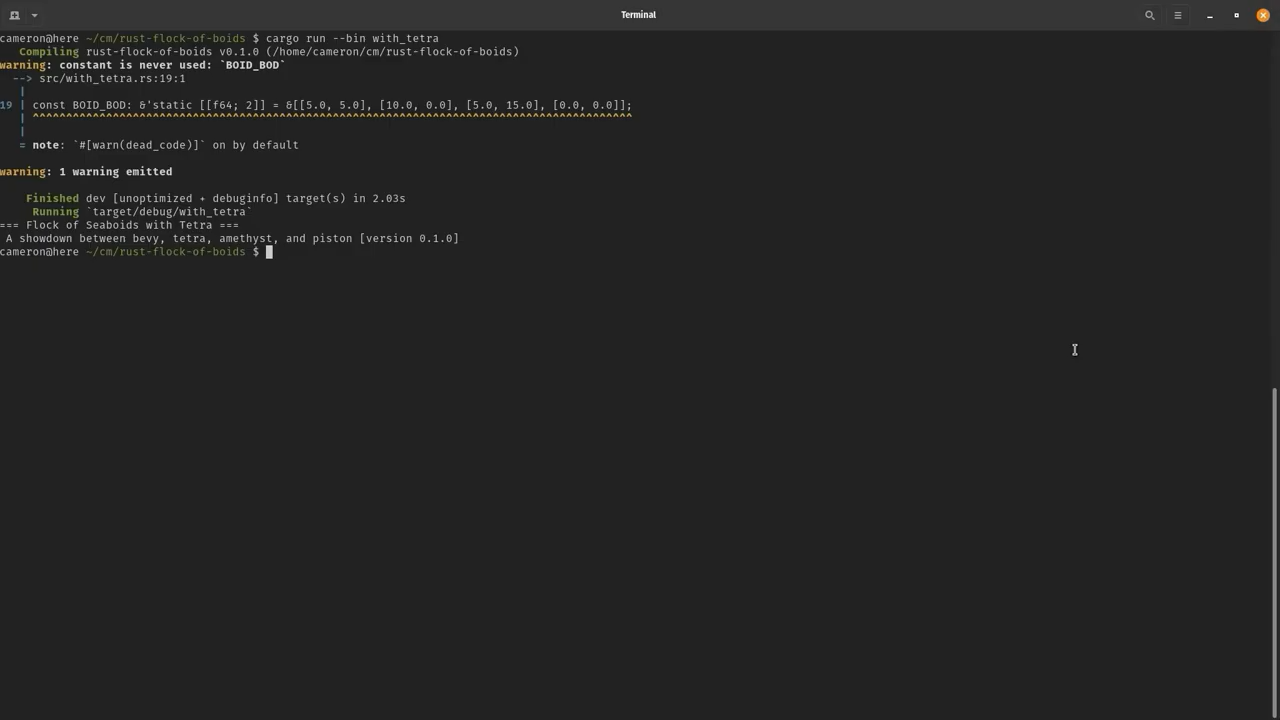 Terminal
cameron@here ~/cm/rust-flock-of-boids $ cargo run --bin with_tetra
Compiling rust-flock-of-boids v0.1.0 (/home/cameron/cm/rust-flock-of-boids)
warning: constant is never used: `BOID_BOD`
--> src/with_tetra.rs:19:1
|
19 | const BOID_BOD: &'static [[f64; 2]] = &[[5.0, 5.0], [10.0, 0.0], [5.0, 15.0], [0.0, 0.0]];
| ^^^^^^^^^^^^^^^^^^^^^^^^^^^^^^^^^^^^^^^^^^^^^^^^^^^^^^^^^^^^^^^^^^^^^^^^^^^^^^^^^^^^^^^^^^
|
= note: `#[warn(dead_code)]` on by default
warning: 1 warning emitted
Finished dev [unoptimized + debuginfo] target(s) in 2.03s
Running `target/debug/with_tetra`
=== Flock of Seaboids with Tetra ===
A showdown between bevy, tetra, amethyst, and piston [version 0.1.0]
cameron@here ~/cm/rust-flock-of-boids $